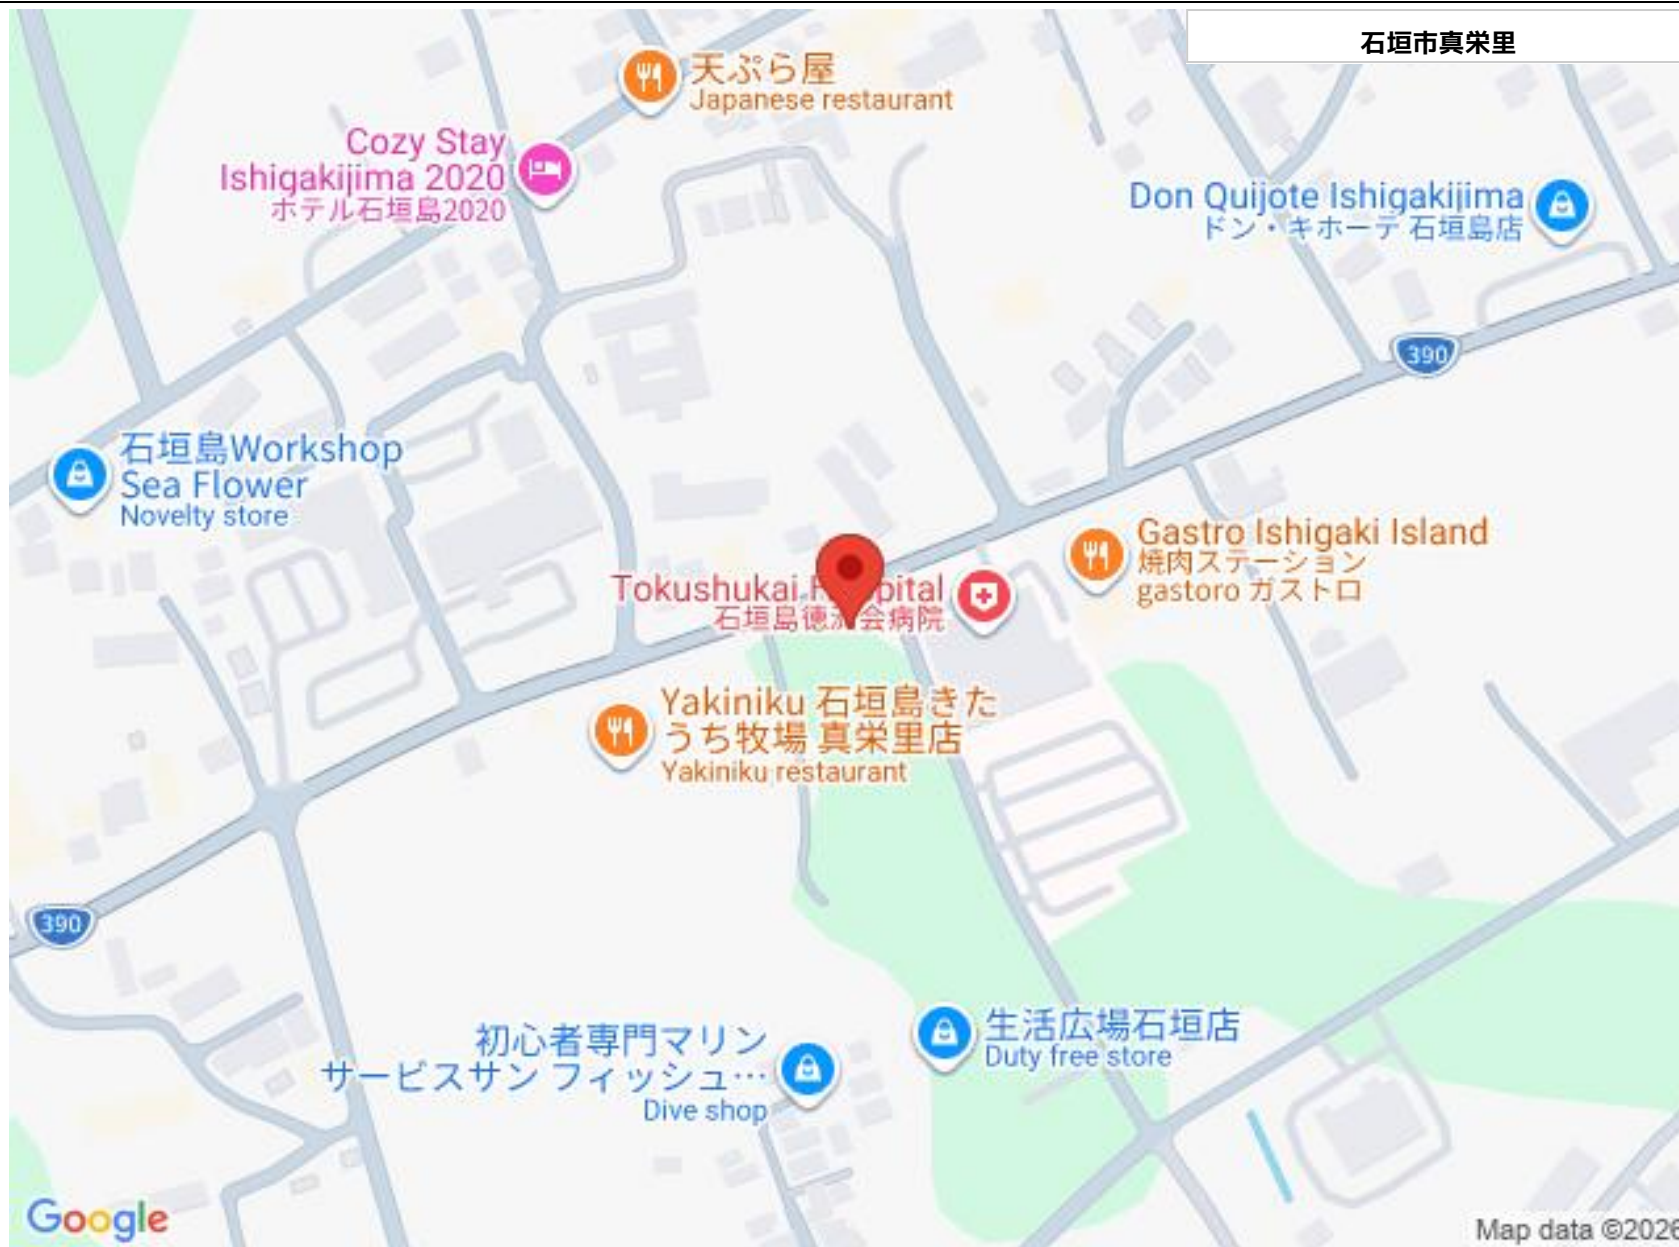 石垣市真栄里
天ぷら屋
Japanese restaurant
Cozy Stay
Ishigakijima 2020
ホテル石垣島2020
Don Quijote Ishigakijima
ドン・キホーテ 石垣島店
390
石垣島Workshop
Sea Flower
Novelty store
Gastro Ishigaki Island
焼肉ステーション
gastoro ガストロ
Tokushukai
石垣島徳洲会病院
Yakiniku 石垣島きた
うち牧場 真栄里店
Yakiniku restaurant
390
生活広場石垣店
Duty free store
初心者専門マリン
サービスサン フィッシュ…
Dive shop
Google
Map data ©2026